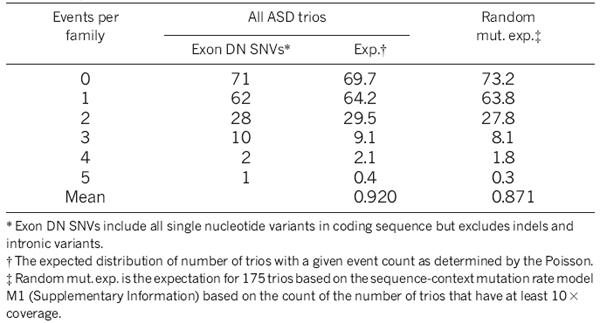 Events per family All ASD trios Random mut. exp.‡
Exon DN SNVs* Exp.†
0 71 69.7 73.2
1 62 64.2 63.8
2 28 29.5 27.8
3 10 9.1 8.1
4 2 2.1 1.8
5 1 0.4 0.3
Mean 0.920 0.871
* Exon DN SNVs include all single nucleotide variants in coding sequence but excludes indels and
intronic variants.
† The expected distribution of number of trios with a given event count as determined by the Poisson.
‡ Random mut. exp. is the expectation for 175 trios based on the sequence-context mutation rate model
M1 (Supplementary Information) based on the count of the number of trios that have at least 10×
coverage.